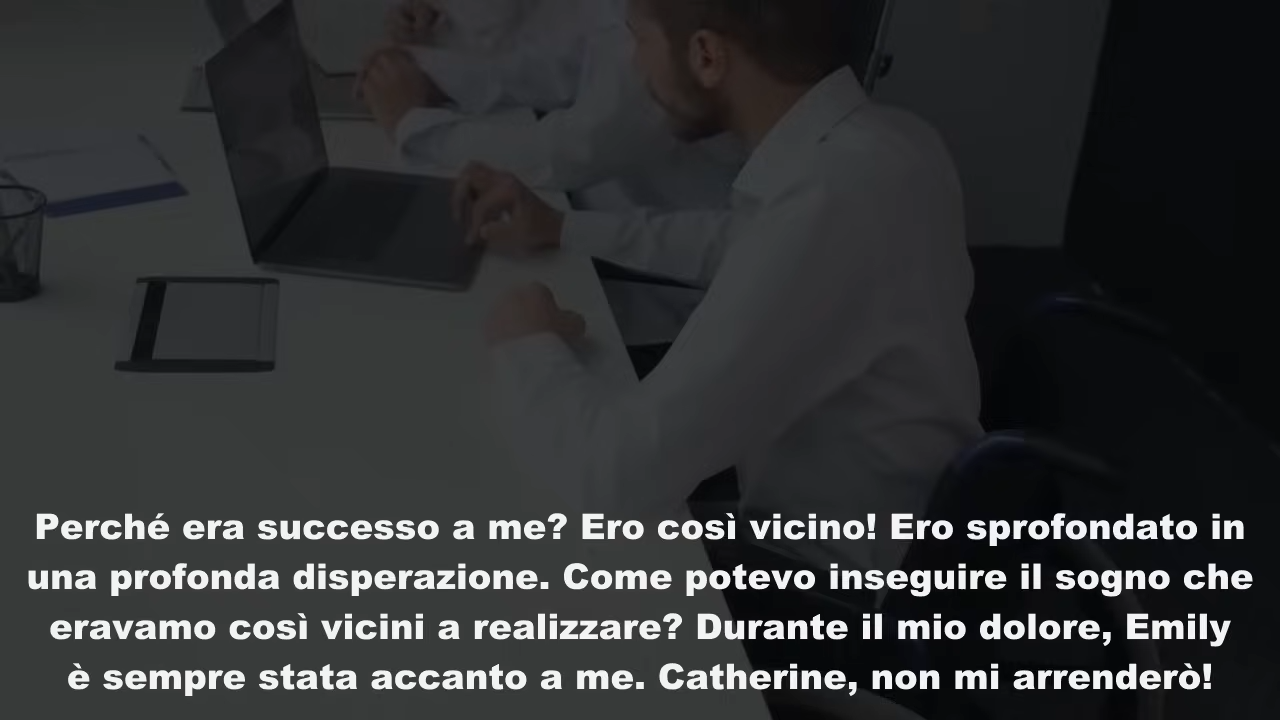 Perché era successo a me? Ero così vicino! Ero sprofondato in
una profonda disperazione. Come potevo inseguire il sogno che
eravamo così vicini a realizzare? Durante il mio dolore, Emily
è sempre stata accanto a me. Catherine, non mi arrenderò!